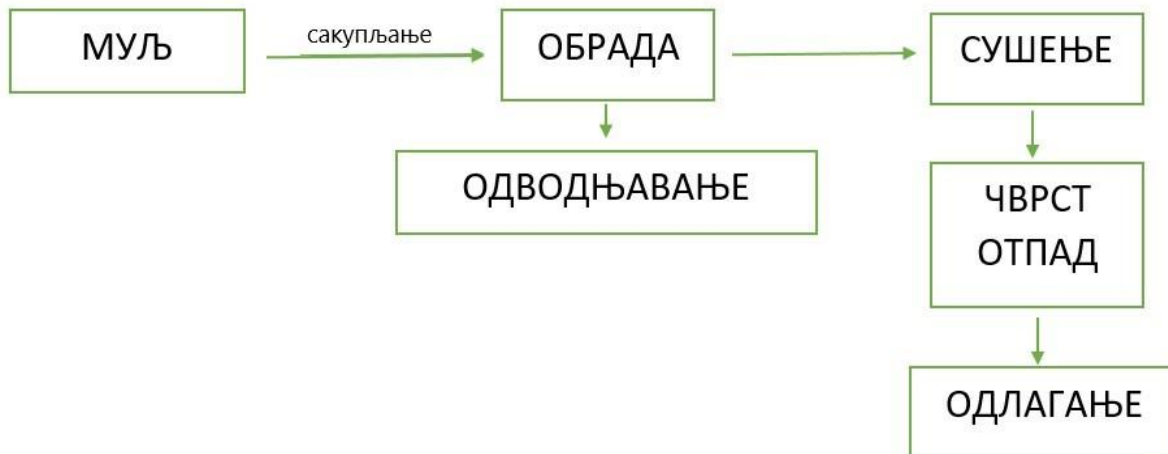 МУЉ
сакупљање
ОБРАДА
СУШЕЊЕ
ОДВОДЊАВАЊЕ
ЧВРСТ
ОТПАД
ОДЛАГАЊЕ